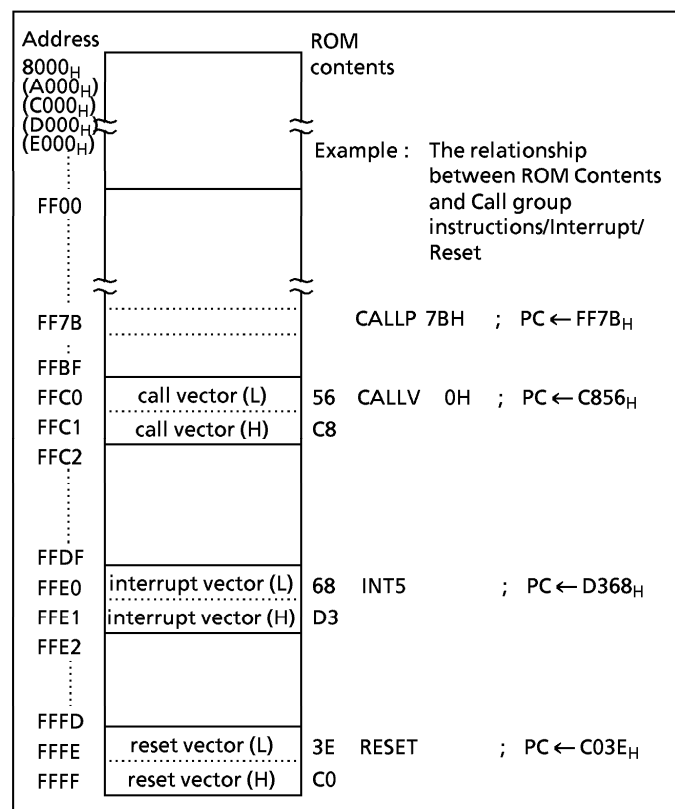 Address ROM
8000H contents
(A000H)
(C000H)
(D000H)
(E000H)
Example : The relationship
between ROM Contents
and Call group
instructions/Interrupt/
Reset
FF00
FF7B CALLP 7BH ; PC ← FF7BH
FFBF
FFC0 call vector (L) 56 CALLV 0H ; PC ← C856H
FFC1 call vector (H) C8
FFC2
FFDF
FFE0 interrupt vector (L) 68 INT5 ; PC ← D368H
FFE1 interrupt vector (H) D3
FFE2
FFFD
FFFE reset vector (L) 3E RESET ; PC ← C03EH
FFFF reset vector (H) C0